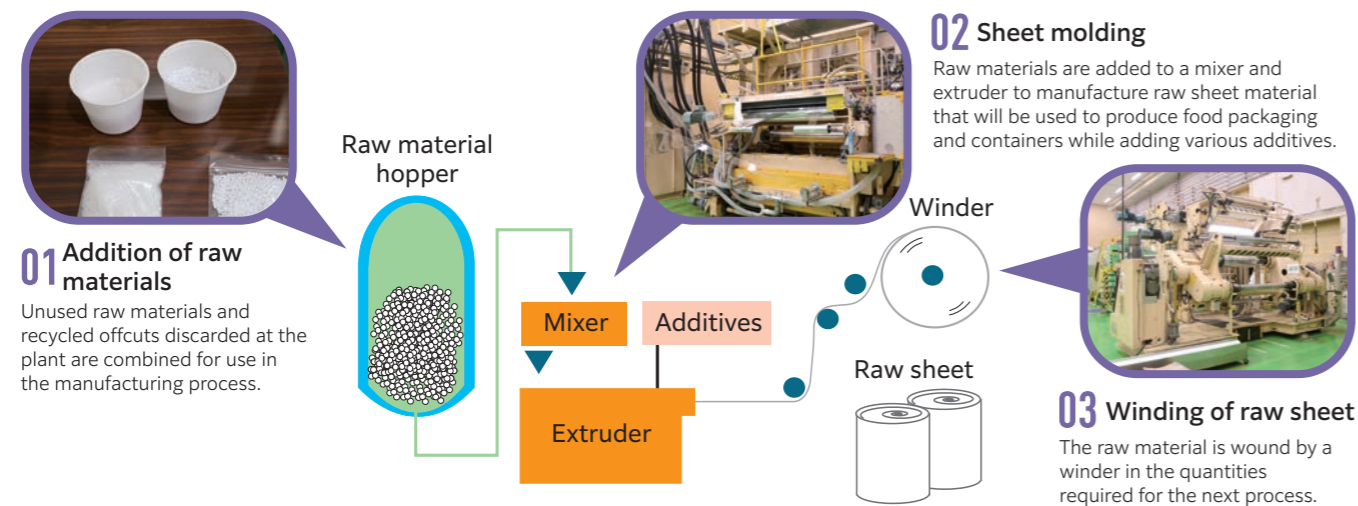 01 Addition of raw
materials
Unused raw materials and
recycled offcuts discarded at the
plant are combined for use in
the manufacturing process.
Raw material
hopper
Mixer
Additives
Extruder
02 Sheet molding
Raw materials are added to a mixer and
extruder to manufacture raw sheet material
that will be used to produce food packaging
and containers while adding various additives.
Winder
Raw sheet
03 Winding of raw sheet
The raw material is wound by a
winder in the quantities
required for the next process.